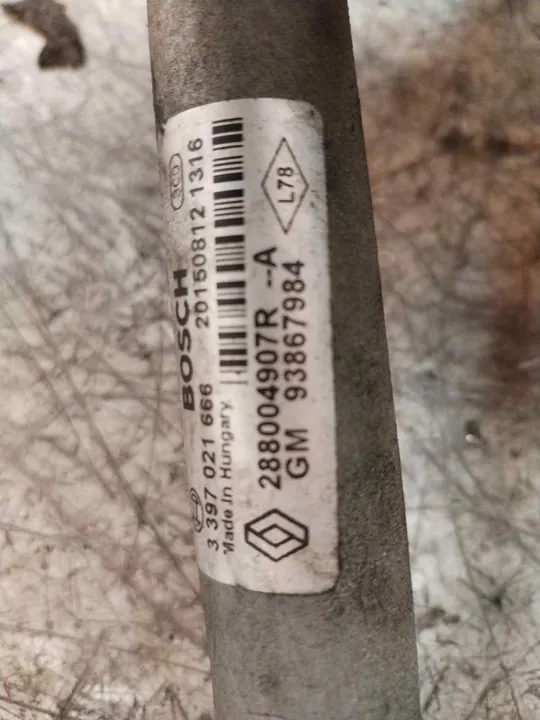 BOSCH
3 397 021 666
20150812 1316
Made In Hungary
288004907R --A
GM 93867984
L78